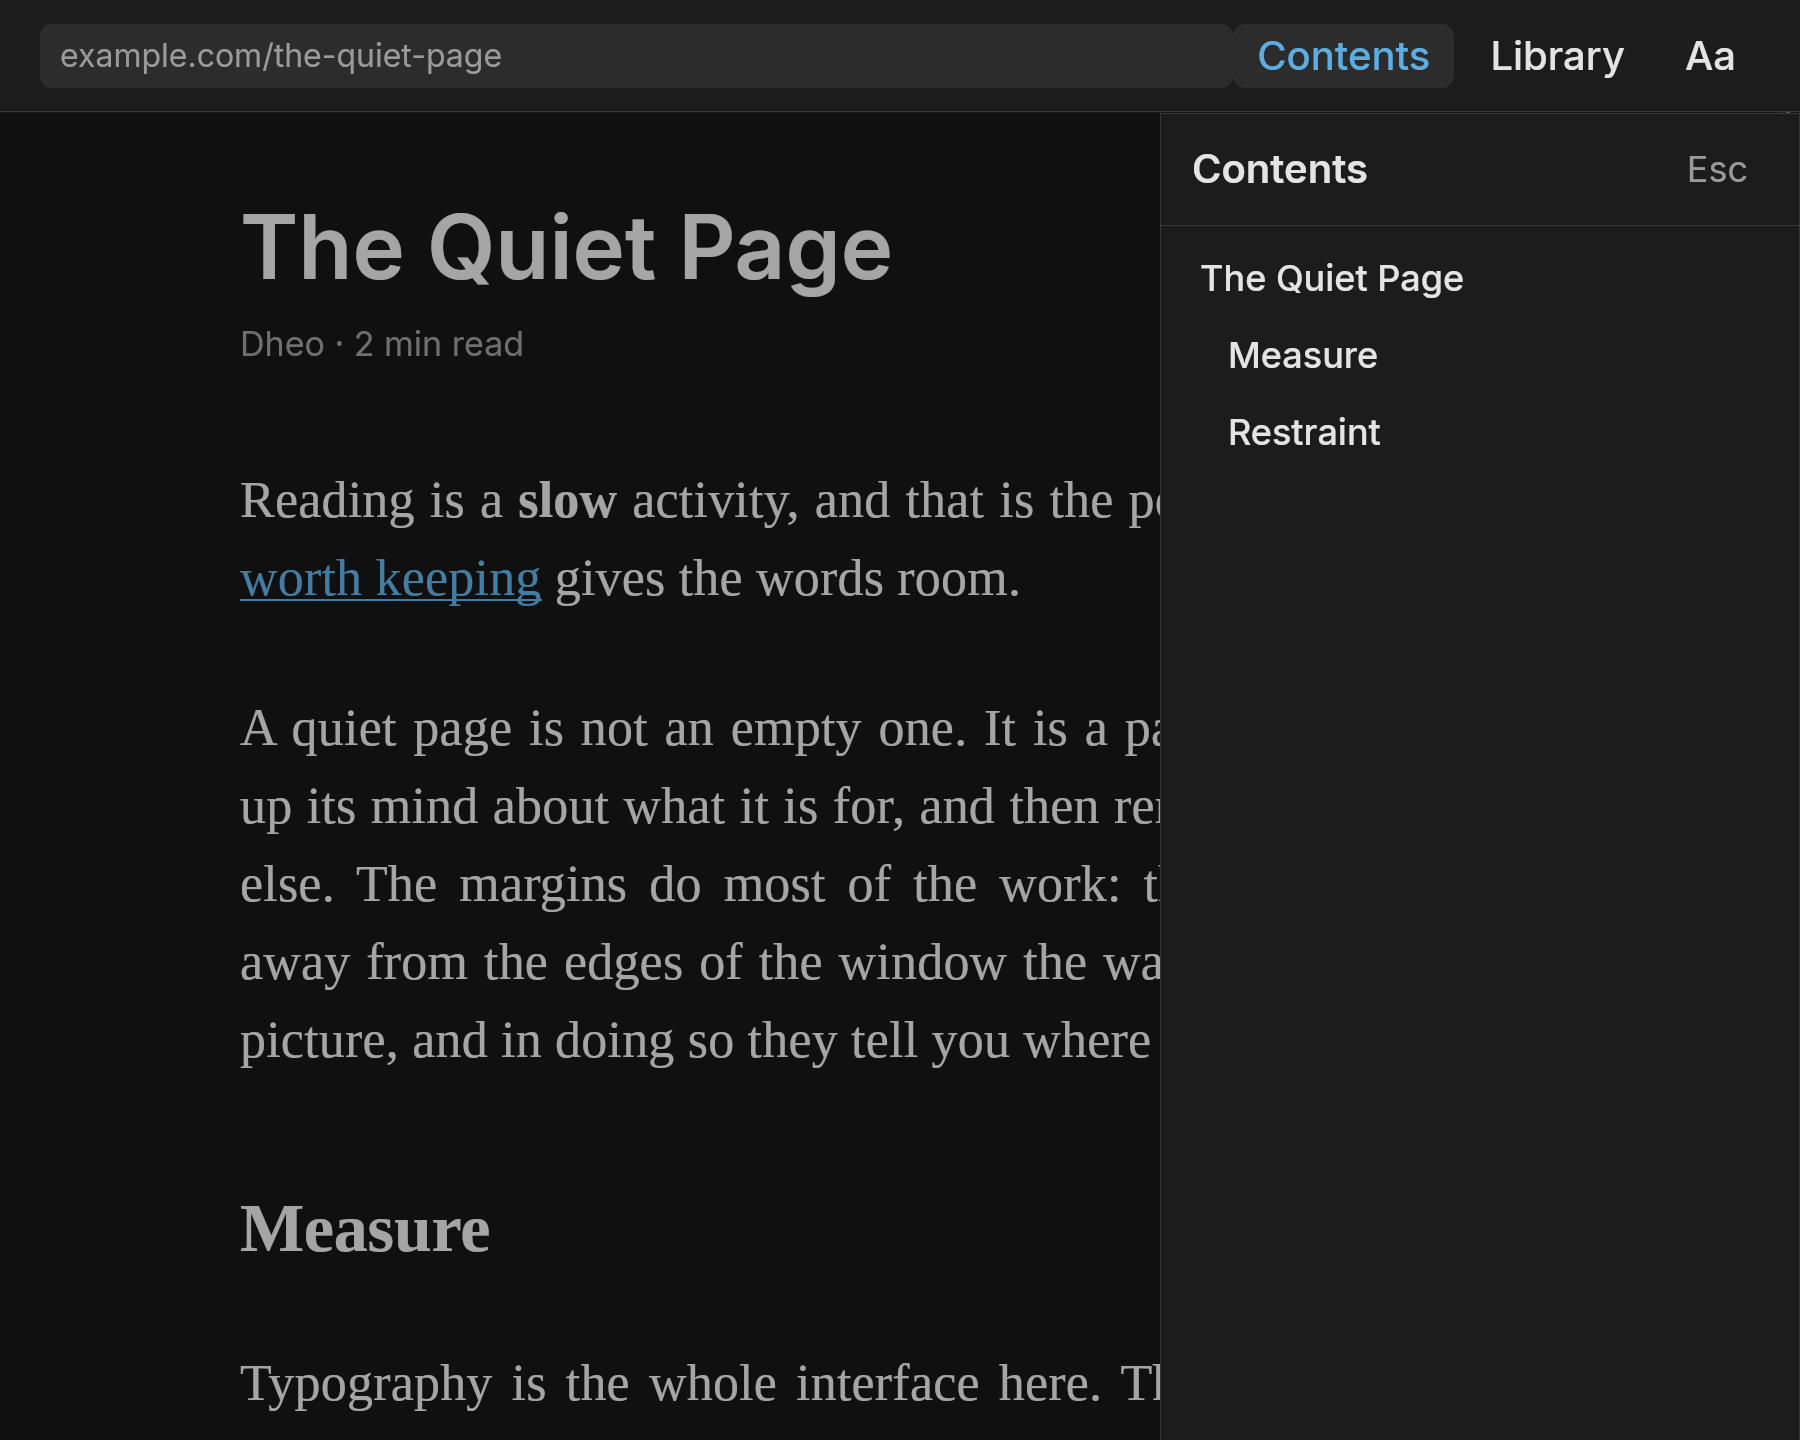 example.com/the-quiet-page
Contents
Library
Aa
The Quiet Page
Dheo · 2 min read
Reading is a slow activity, and that is the
worth keeping gives the words room.
A quiet page is not an empty one. It is a
up its mind about what it is for, and then
else. The margins do most of the work:
away from the edges of the window the
picture, and in doing so they tell you where
Measure
Typography is the whole interface here.
Contents
Esc
The Quiet Page
Measure
Restraint